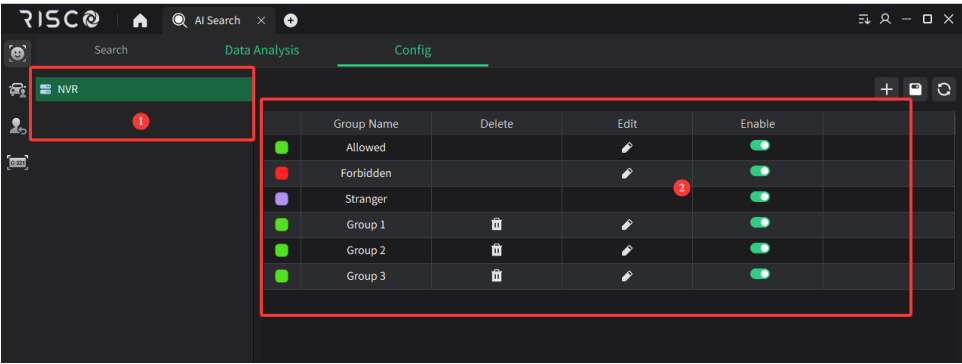 RISCO AI Search
Search Data Analysis Config
NVR
1
Group Name Delete Edit Enable
Allowed
Forbidden
2
Stranger
Group 1
Group 2
Group 3
C-321